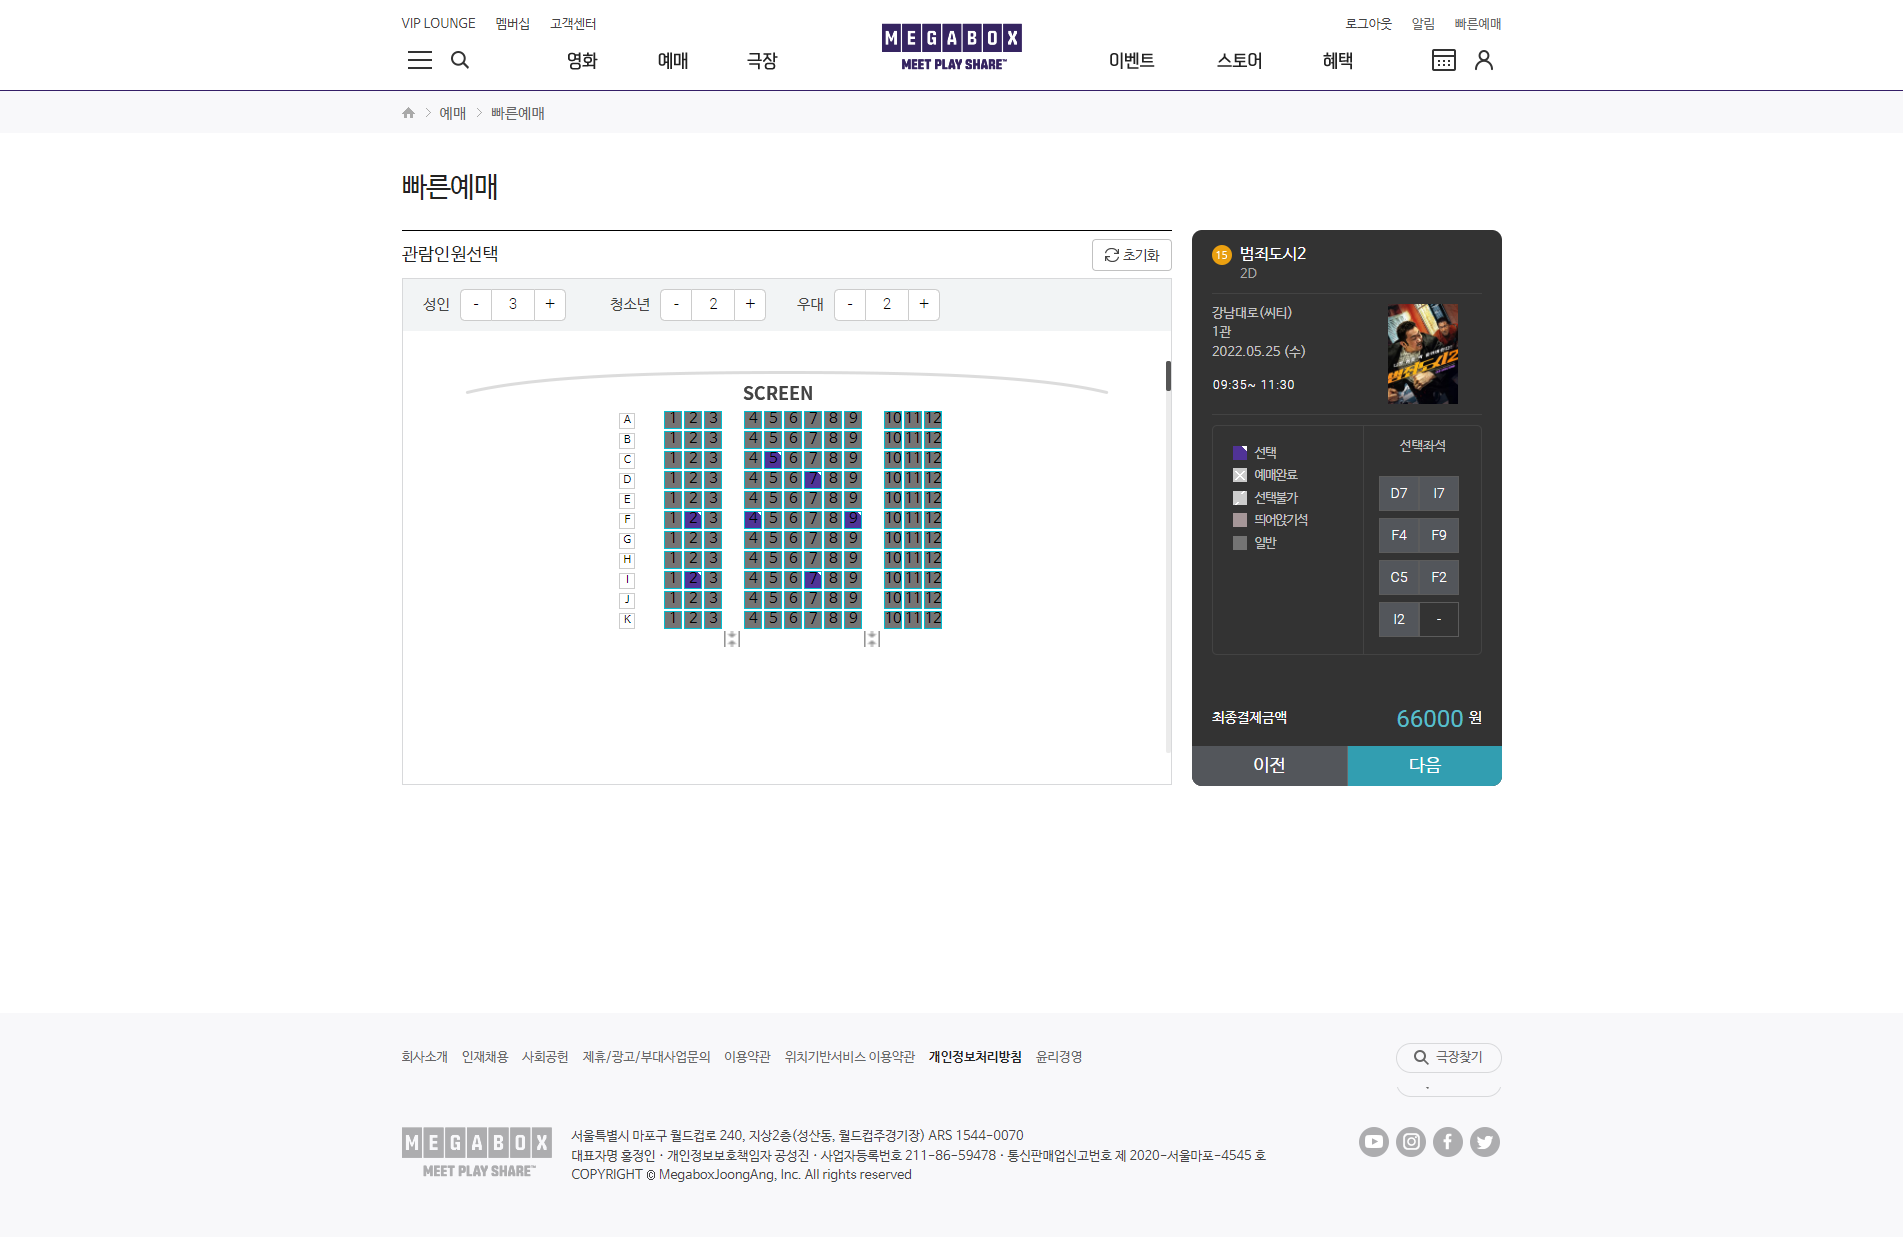 VIP LOUNGE 멤버십 고객센터
로그아웃 알림 빠른예매
영화 예매 극장
MEGABOX
MEET PLAY SHARE™
이벤트 스토어 혜택
예매 빠른예매
빠른예매
관람인원선택
초기화
성인 - 3 +
청소년 - 2 +
우대 - 2 +
SCREEN
A 1 2 3 4 5 6 7 8 9 10 11 12
B 1 2 3 4 5 6 7 8 9 10 11 12
C 1 2 3 4 5 6 7 8 9 10 11 12
D 1 2 3 4 5 6 7 8 9 10 11 12
E 1 2 3 4 5 6 7 8 9 10 11 12
F 1 2 3 4 5 6 7 8 9 10 11 12
G 1 2 3 4 5 6 7 8 9 10 11 12
H 1 2 3 4 5 6 7 8 9 10 11 12
I 1 2 3 4 5 6 7 8 9 10 11 12
J 1 2 3 4 5 6 7 8 9 10 11 12
K 1 2 3 4 5 6 7 8 9 10 11 12
15 범죄도시2
2D
강남대로(씨티)
1관
2022.05.25 (수)
09:35~ 11:30
범죄도시2
선택
예매완료
선택불가
띄어앉기석
일반
선택좌석
D7 I7
F4 F9
C5 F2
I2 -
최종결제금액 66000 원
이전 다음
회사소개 인재채용 사회공헌 제휴/광고/부대사업문의 이용약관 위치기반서비스 이용약관 개인정보처리방침 윤리경영
극장찾기
MEGABOX
MEET PLAY SHARE™
서울특별시 마포구 월드컵로 240, 지상2층(성산동, 월드컵주경기장) ARS 1544-0070
대표자명 홍정인 · 개인정보보호책임자 공성진 · 사업자등록번호 211-86-59478 · 통신판매업신고번호 제 2020-서울마포-4545 호
COPYRIGHT © MegaboxJoongAng, Inc. All rights reserved